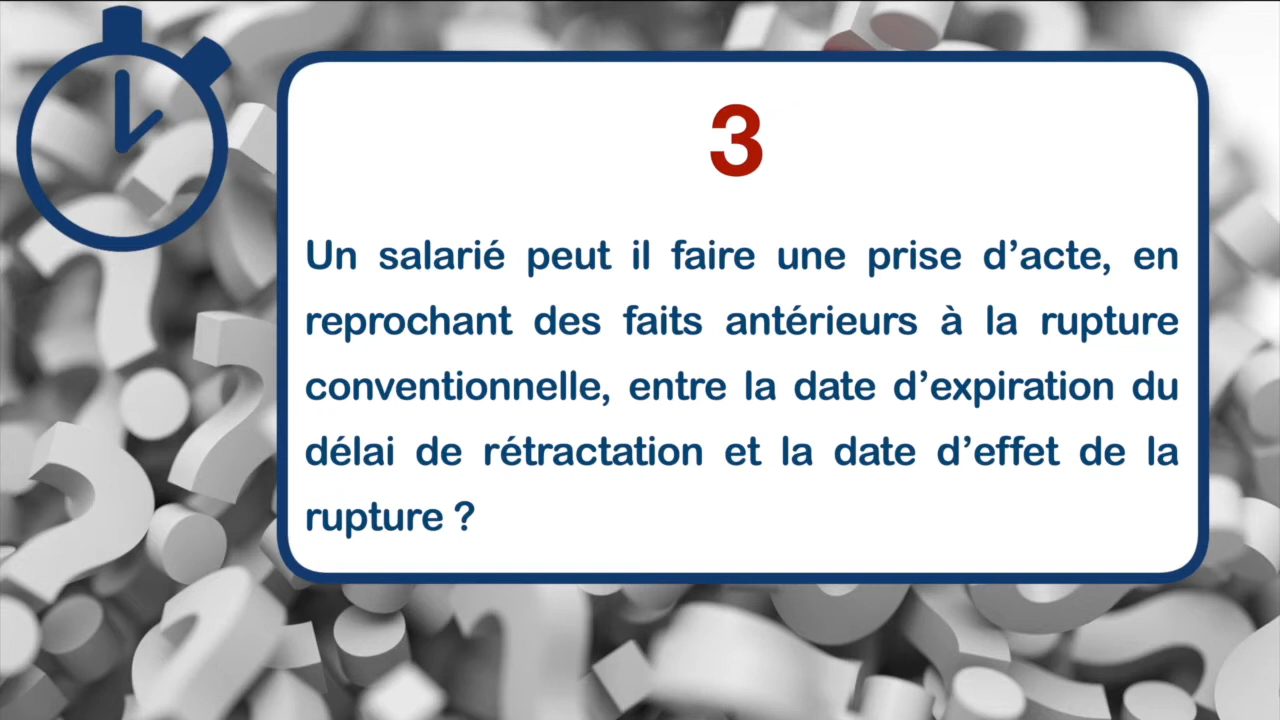 3
Un salarié peut il faire une prise d’acte, en
reprochant des faits antérieurs à la rupture
conventionnelle, entre la date d’expiration du
délai de rétractation et la date d’effet de la
rupture ?